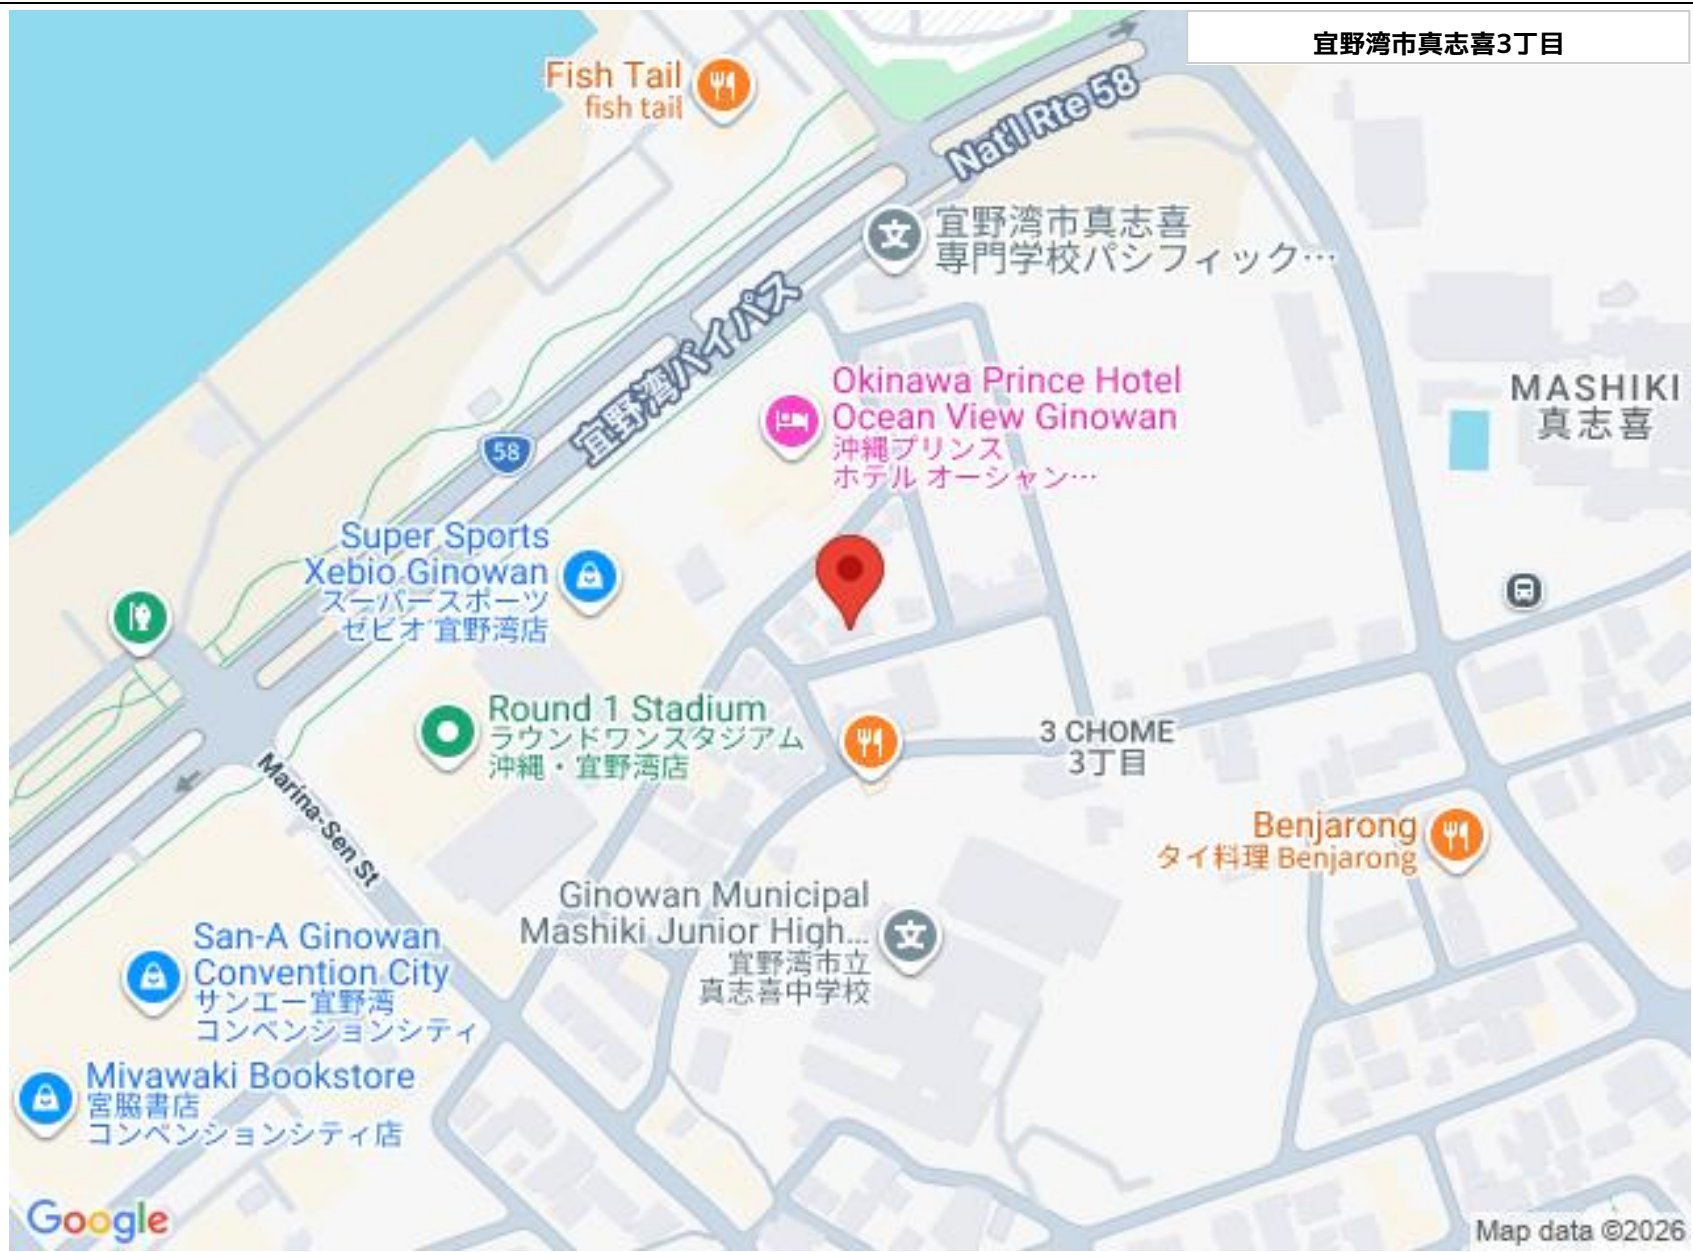 宜野湾市真志喜3丁目
Fish Tail
fish tail
Nat'l Rte 58
宜野湾市真志喜
専門学校パシフィック…
宜野湾バイパス
Okinawa Prince Hotel
Ocean View Ginowan
沖縄プリンス
ホテル オーシャン…
MASHIKI
真志喜
58
Super Sports
Xebio Ginowan
スーパースポーツ
ゼビオ 宜野湾店
Round 1 Stadium
ラウンドワンスタジアム
沖縄・宜野湾店
3 CHOME
3丁目
Marina-Sen St
Benjarong
タイ料理 Benjarong
Ginowan Municipal
Mashiki Junior High...
宜野湾市立
真志喜中学校
San-A Ginowan
Convention City
サンエー宜野湾
コンベンションシティ
Miyawaki Bookstore
宮脇書店
コンベンションシティ店
文
文
Google
Map data ©2026